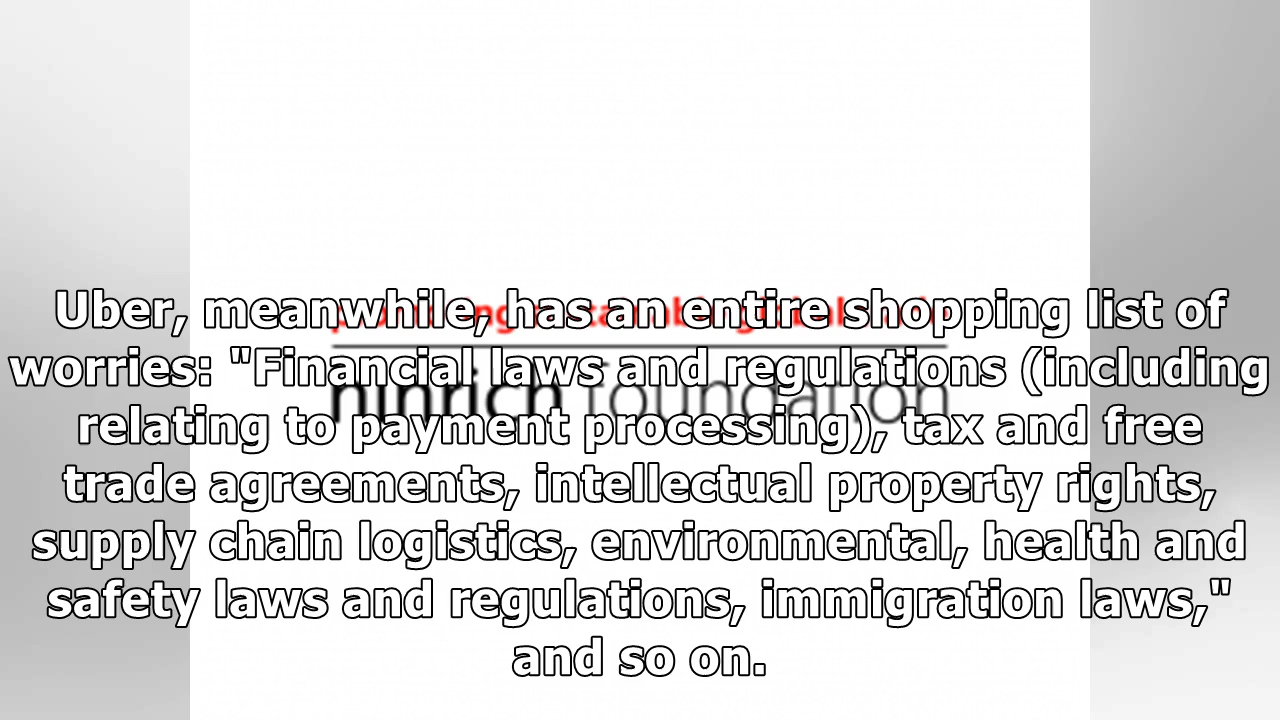 Uber, meanwhile, has an entire shopping list of
worries: "Financial laws and regulations (including
relating to payment processing), tax and free
trade agreements, intellectual property rights,
supply chain logistics, environmental, health and
safety laws and regulations, immigration laws,"
and so on.
hinrich foundation